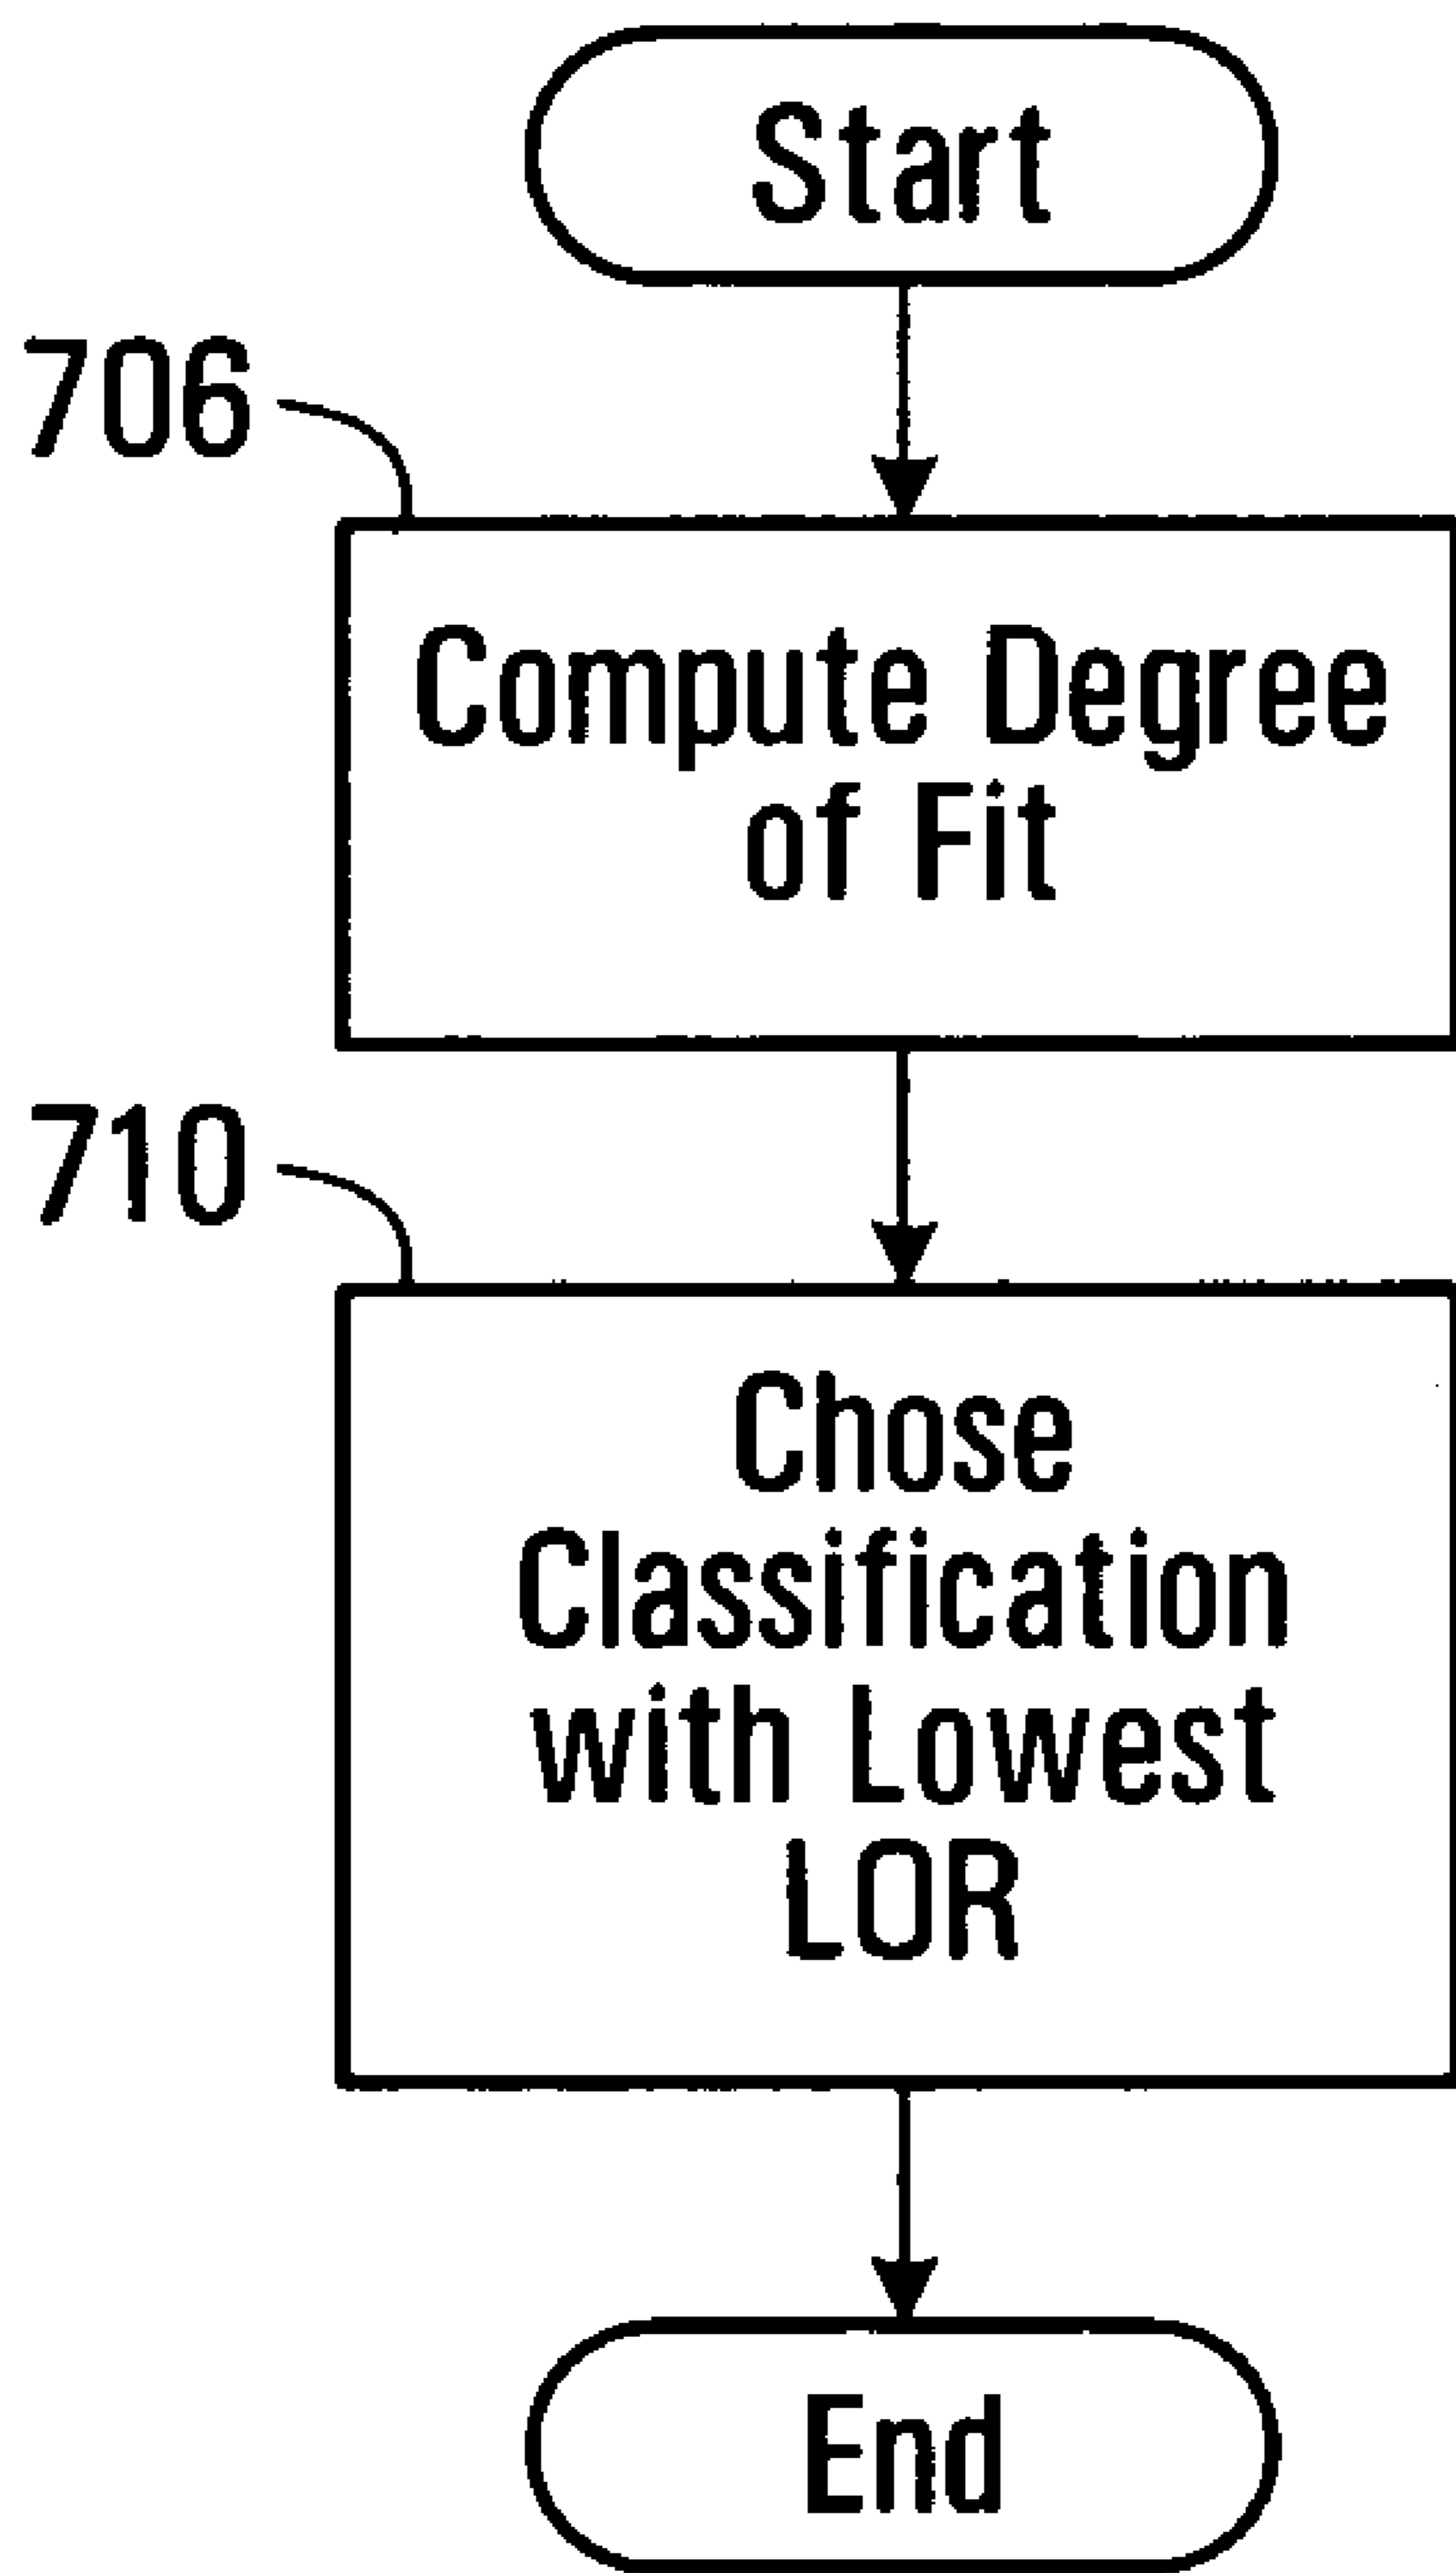 Start
706
Compute Degree
of Fit
710
Chose
Classification
with Lowest
LOR
End